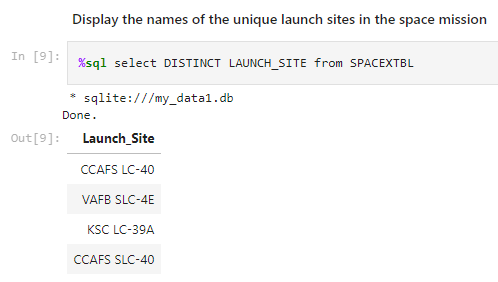 Display the names of the unique launch sites in the space mission
In [9]: %sql select DISTINCT LAUNCH_SITE from SPACEXTBL
* sqlite:///my_data1.db
Done.
Out[9]: Launch_Site
CCAFS LC-40
VAFB SLC-4E
KSC LC-39A
CCAFS SLC-40